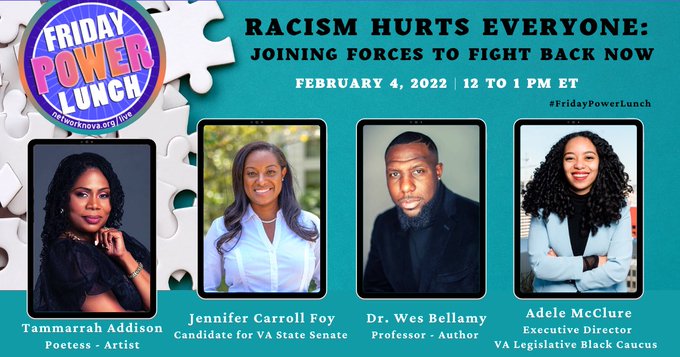 FRIDAY
POWER
LUNCH
networknova.org/live
RACISM HURTS EVERYONE:
JOINING FORCES TO FIGHT BACK NOW
FEBRUARY 4, 2022 | 12 TO 1 PM ET
#FridayPowerLunch
Tammarrah Addison
Poetess - Artist
Jennifer Carroll Foy
Candidate for VA State Senate
Dr. Wes Bellamy
Professor - Author
Adele McClure
Executive Director
VA Legislative Black Caucus